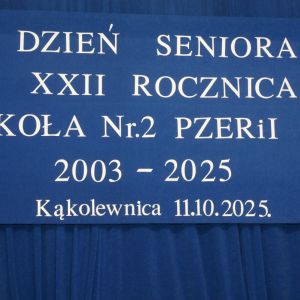 DZIEŃ SENIORA
XXII ROCZNICA
KOŁA Nr.2 PZERiI
2003 – 2025
Kąkolewnica 11.10.2025.